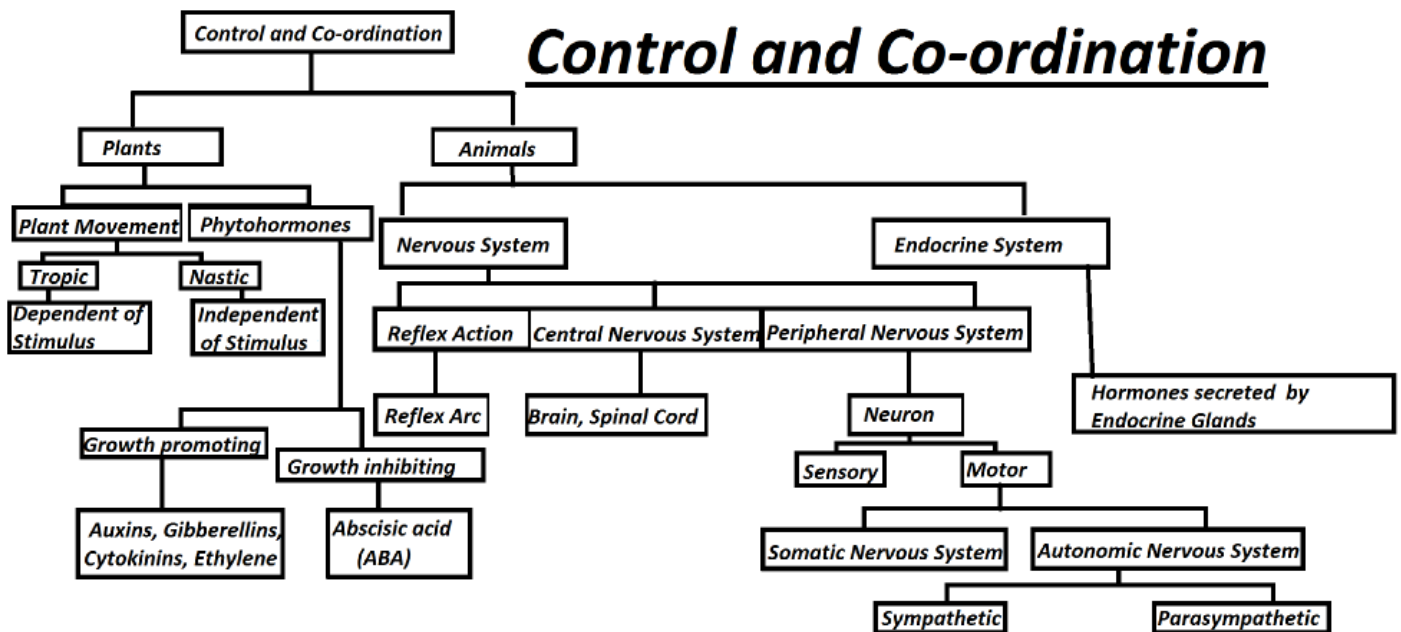 Control and Co-ordination
Control and Co-ordination
Plants
Animals
Plant Movement
Phytohormones
Nervous System
Endocrine System
Tropic
Nastic
Dependent of
Stimulus
Independent
of Stimulus
Reflex Action
Central Nervous System
Peripheral Nervous System
Hormones secreted by
Endocrine Glands
Reflex Arc
Brain, Spinal Cord
Neuron
Growth promoting
Growth inhibiting
Sensory
Motor
Auxins, Gibberellins,
Cytokinins, Ethylene
Abscisic acid
(ABA)
Somatic Nervous System
Autonomic Nervous System
Sympathetic
Parasympathetic